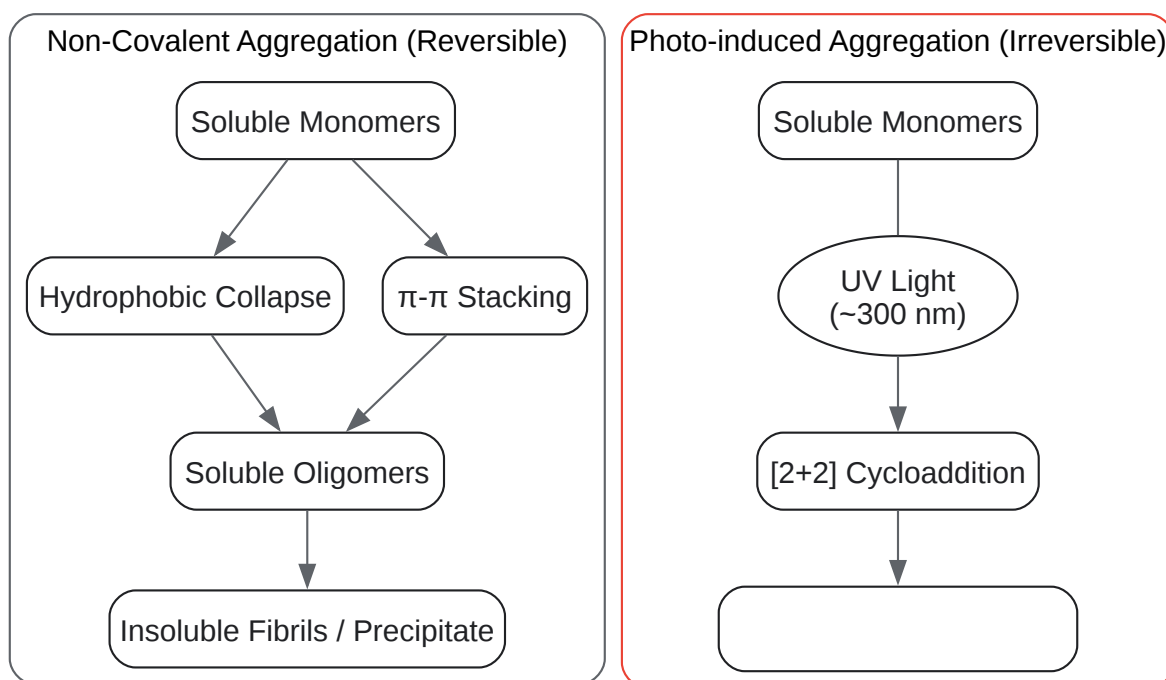 Non-Covalent Aggregation (Reversible)
Soluble Monomers
Hydrophobic Collapse
π-π Stacking
Soluble Oligomers
Insoluble Fibrils / Precipitate
Photo-induced Aggregation (Irreversible)
Soluble Monomers
UV Light
(~300 nm)
[2+2] Cycloaddition